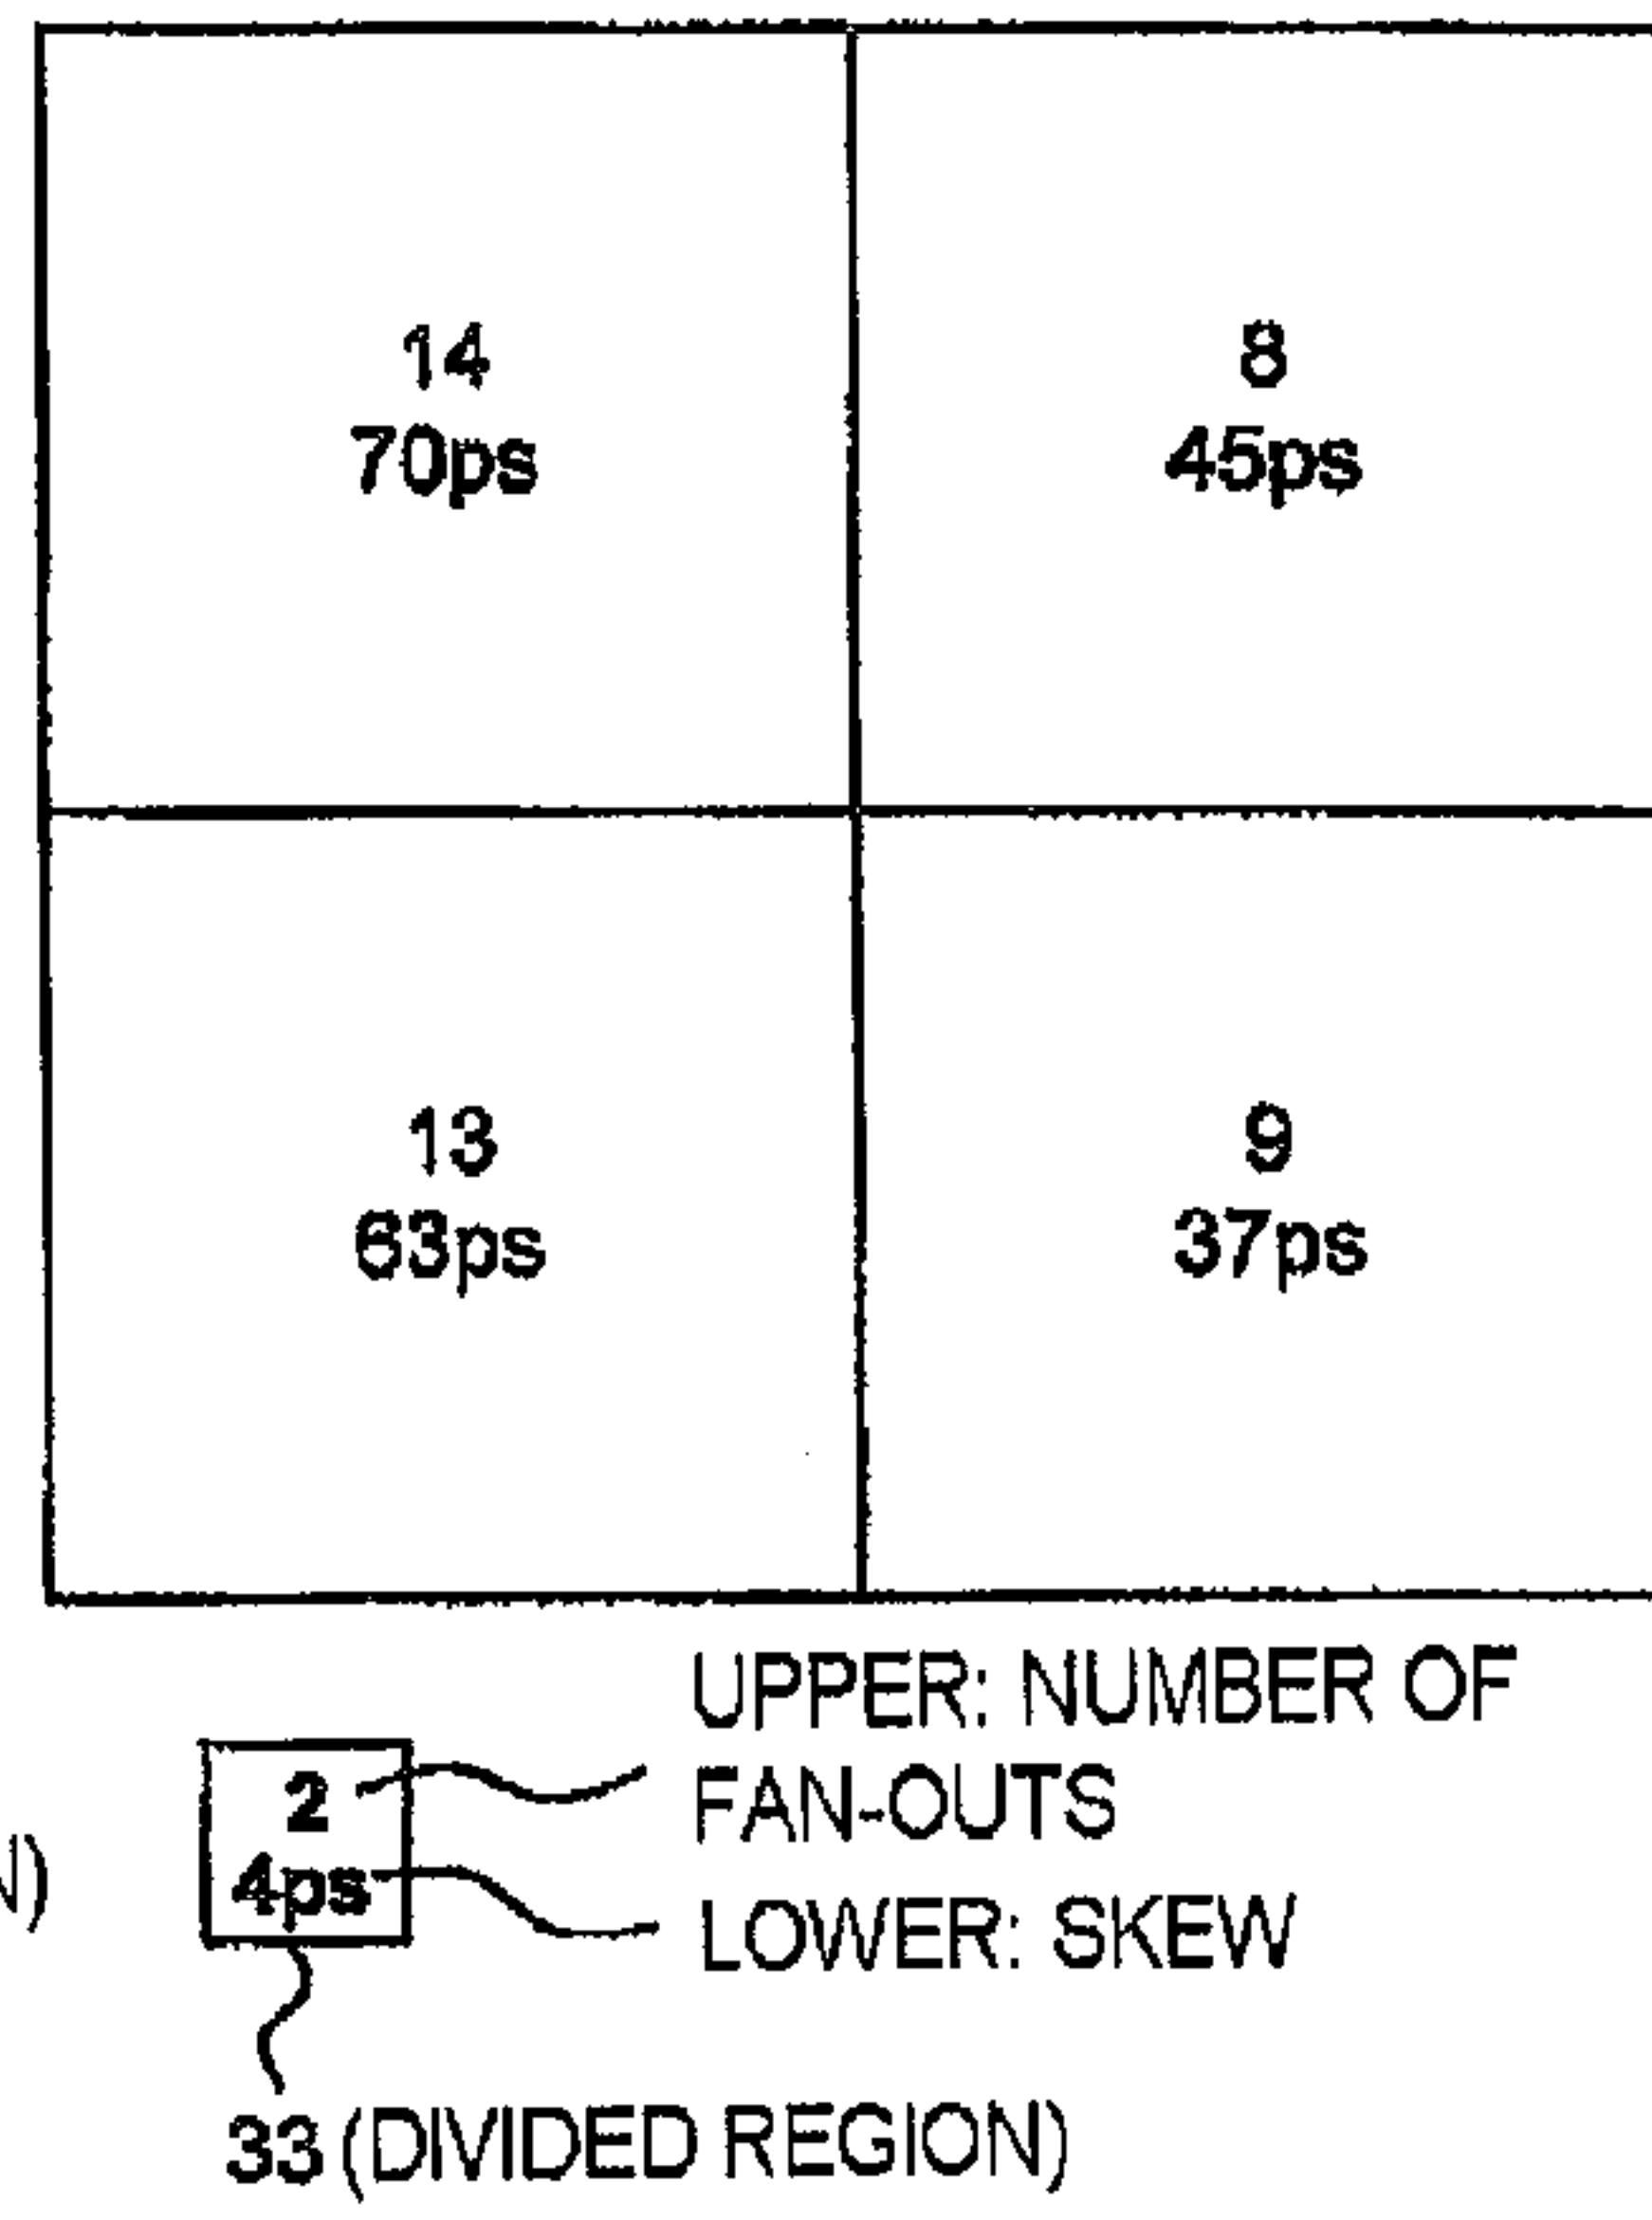 14
70ps
8
45ps
13
63ps
9
37ps
UPPER: NUMBER OF
FAN-OUTS
2
4ps
LOWER: SKEW
33 (DIVIDED REGION)